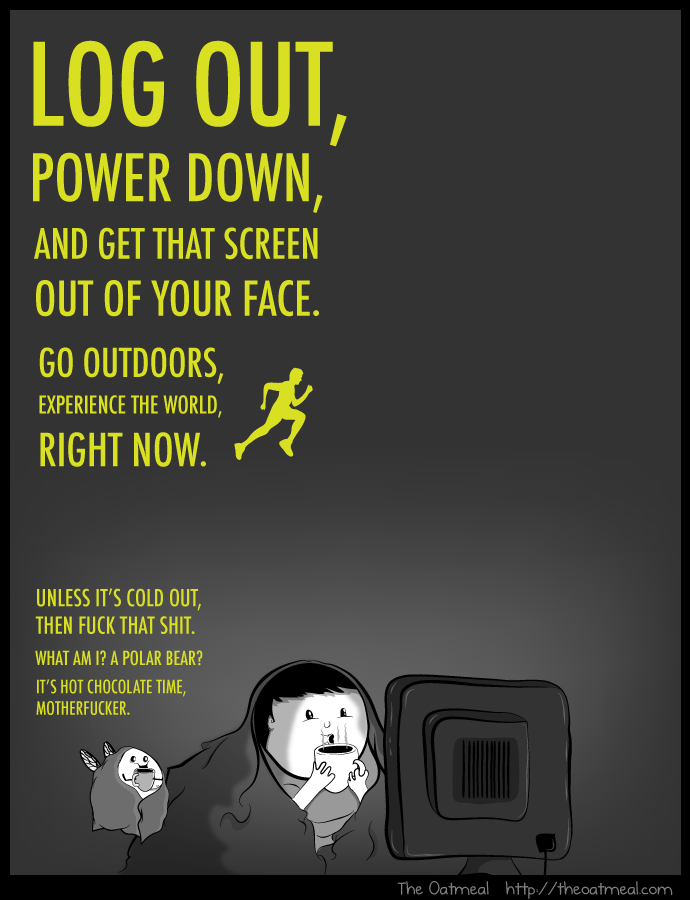 LOG OUT,
POWER DOWN,
AND GET THAT SCREEN
OUT OF YOUR FACE.
GO OUTDOORS,
EXPERIENCE THE WORLD,
RIGHT NOW.
UNLESS IT'S COLD OUT,
THEN FUCK THAT SHIT.
WHAT AM I? A POLAR BEAR?
IT'S HOT CHOCOLATE TIME,
MOTHERFUCKER.
The Oatmeal http://theoatmeal.com